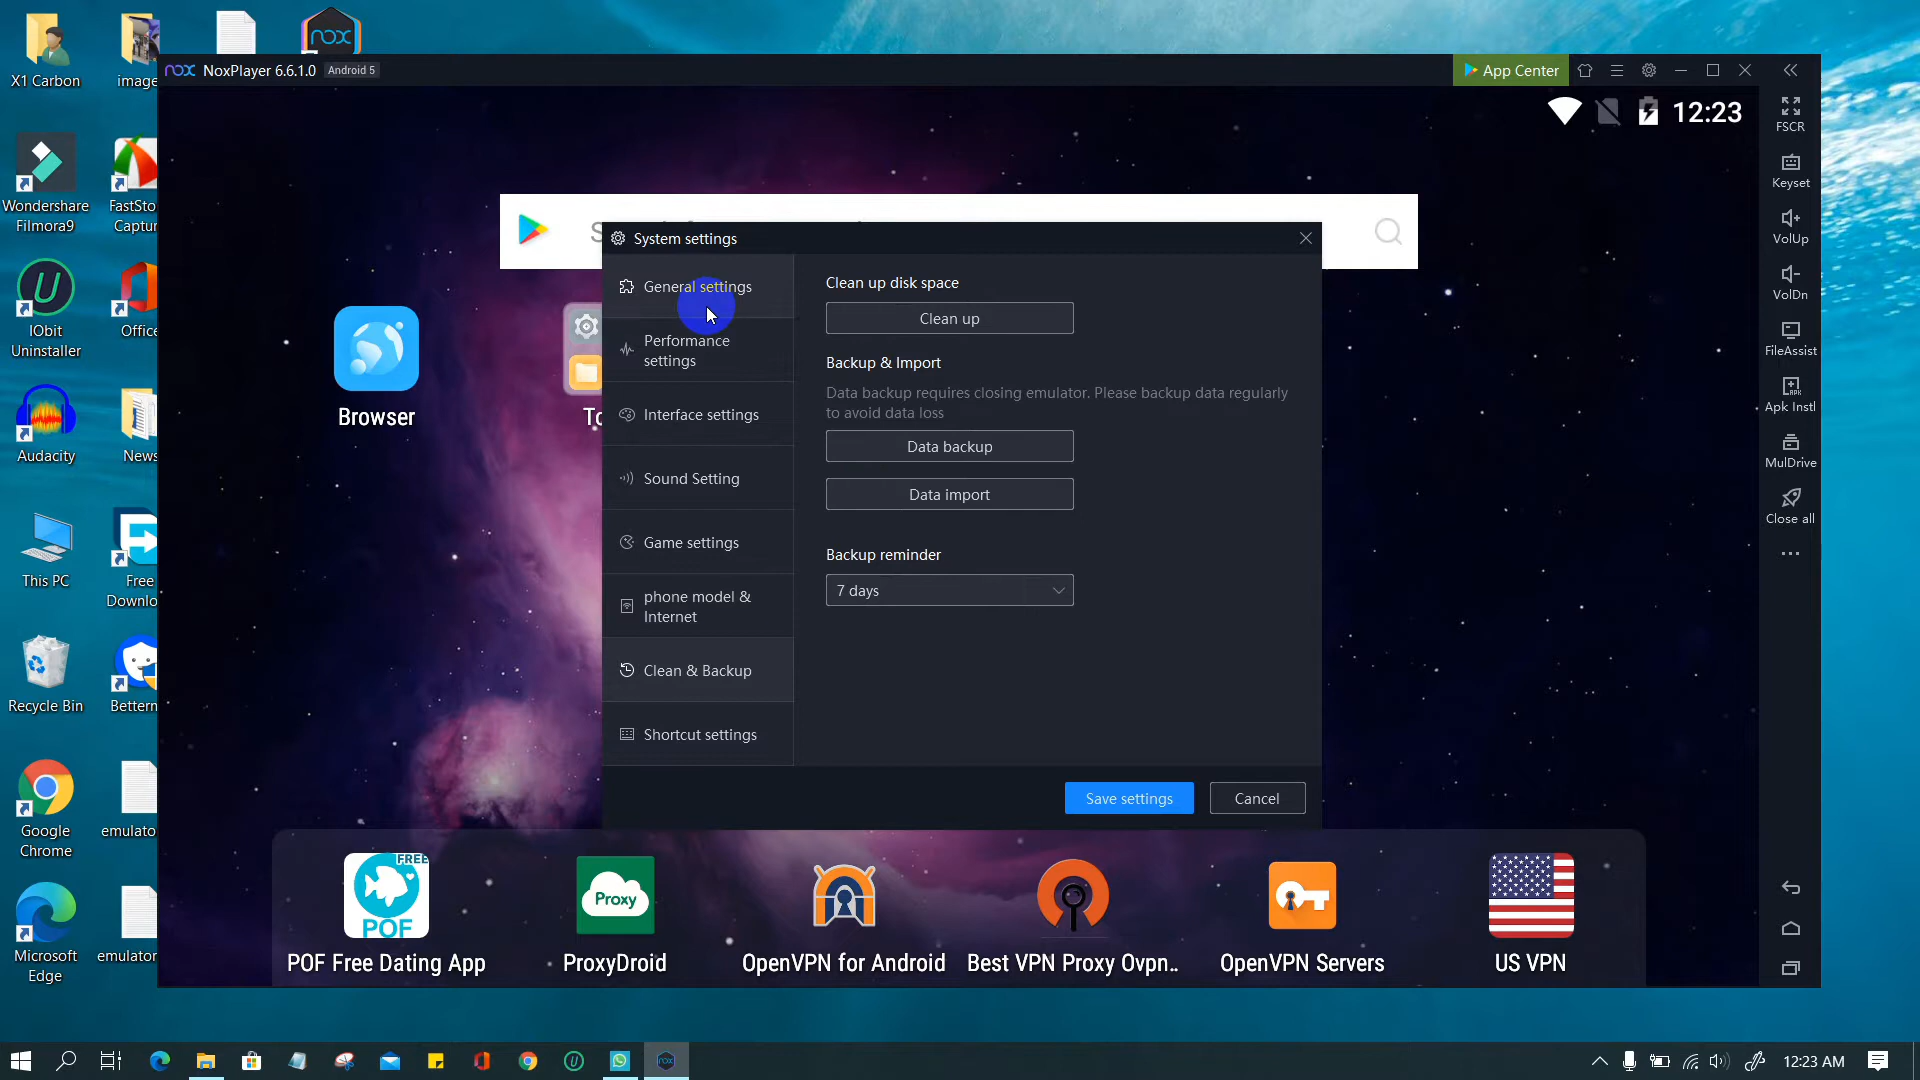 nox
X1 Carbon
image
nox NoxPlayer 6.6.1.0 Android 5
App Center
12:23
FSCR
Keyset
VolUp
VolDn
FileAssist
Apk Instl
MulDrive
Close all
Wondershare
Filmora9
FastSto
Captur
IObit
Uninstaller
Office
Audacity
News
This PC
Free
Downlo
Recycle Bin
Bettern
Google
Chrome
emulato
Microsoft
Edge
emulator
Browser
To
System settings
General settings
Performance
settings
Interface settings
Sound Setting
Game settings
phone model &
Internet
Clean & Backup
Shortcut settings
Clean up disk space
Clean up
Backup & Import
Data backup requires closing emulator. Please backup data regularly
to avoid data loss
Data backup
Data import
Backup reminder
7 days
Save settings
Cancel
FREE
POF
Proxy
POF Free Dating App
ProxyDroid
OpenVPN for Android
Best VPN Proxy Ovpn..
OpenVPN Servers
US VPN
12:23 AM